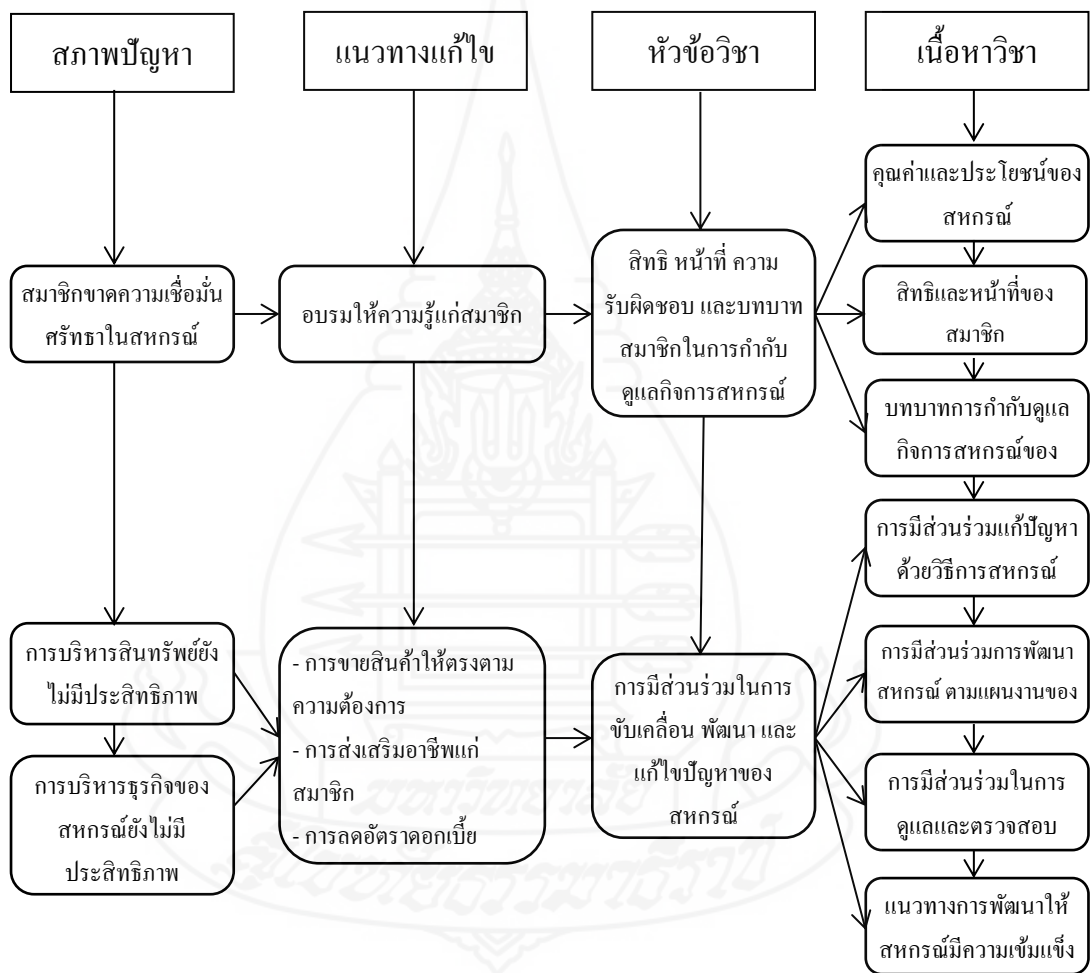 สภาพปัญหา
แนวทางแก้ไข
หัวข้อวิชา
เนื้อหาวิชา
สมาชิกขาดความเชื่อมั่น
ศรัทธาในสหกรณ์
อบรมให้ความรู้แก่สมาชิก
สิทธิ หน้าที่ ความ
รับผิดชอบ และบทบาท
สมาชิกในการกำกับ
ดูแลกิจการสหกรณ์
คุณค่าและประโยชน์ของ
สหกรณ์
สิทธิและหน้าที่ของ
สมาชิก
บทบาทการกำกับดูแล
กิจการสหกรณ์ของ
การบริหารสินทรัพย์ยัง
ไม่มีประสิทธิภาพ
การบริหารธุรกิจของ
สหกรณ์ยังไม่มี
ประสิทธิภาพ
- การขายสินค้าให้ตรงตาม
ความต้องการ
- การส่งเสริมอาชีพแก่
สมาชิก
- การลดอัตราดอกเบี้ย
การมีส่วนร่วมในการ
ขับเคลื่อน พัฒนา และ
แก้ไขปัญหาของ
สหกรณ์
การมีส่วนร่วมแก้ปัญหา
ด้วยวิธีการสหกรณ์
การมีส่วนร่วมการพัฒนา
สหกรณ์ ตามแผนงานของ
การมีส่วนร่วมในการ
ดูแลและตรวจสอบ
แนวทางการพัฒนาให้
สหกรณ์มีความเข้มแข็ง
มหาวิทยาลัย
สุโขทัยธรรมาธิราช